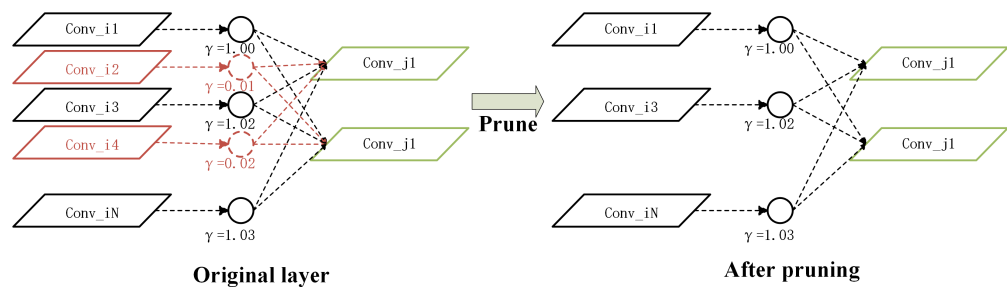 Conv_i1
γ=1.00
Conv_i2
γ=0.01
Conv_i3
γ=1.02
Conv_i4
γ=0.02
Conv_iN
γ=1.03
Conv_j1
Conv_j1
Original layer
Prune
Conv_i1
γ=1.00
Conv_i3
γ=1.02
Conv_iN
γ=1.03
Conv_j1
Conv_j1
After pruning